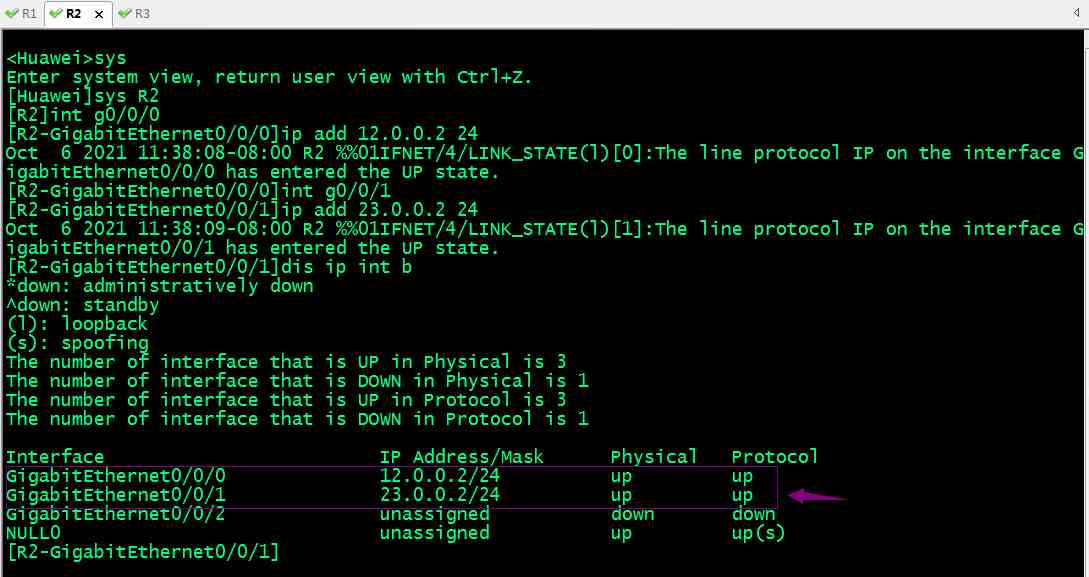 R1 R2 R3
<Huawei>sys
Enter system view, return user view with Ctrl+Z.
[Huawei]sys R2
[R2]int g0/0/0
[R2-GigabitEthernet0/0/0]ip add 12.0.0.2 24
Oct  6 2021 11:38:08-08:00 R2 %%01IFNET/4/LINK_STATE(l)[0]:The line protocol IP on the interface G
igabitEthernet0/0/0 has entered the UP state.
[R2-GigabitEthernet0/0/0]int g0/0/1
[R2-GigabitEthernet0/0/1]ip add 23.0.0.2 24
Oct  6 2021 11:38:09-08:00 R2 %%01IFNET/4/LINK_STATE(l)[1]:The line protocol IP on the interface G
igabitEthernet0/0/1 has entered the UP state.
[R2-GigabitEthernet0/0/1]dis ip int b
*down: administratively down
^down: standby
(l): loopback
(s): spoofing
The number of interface that is UP in Physical is 3
The number of interface that is DOWN in Physical is 1
The number of interface that is UP in Protocol is 3
The number of interface that is DOWN in Protocol is 1
Interface                         IP Address/Mask      Physical   Protocol
GigabitEthernet0/0/0              12.0.0.2/24          up         up
GigabitEthernet0/0/1              23.0.0.2/24          up         up
GigabitEthernet0/0/2              unassigned           down       down
NULL0                             unassigned           up         up(s)
[R2-GigabitEthernet0/0/1]